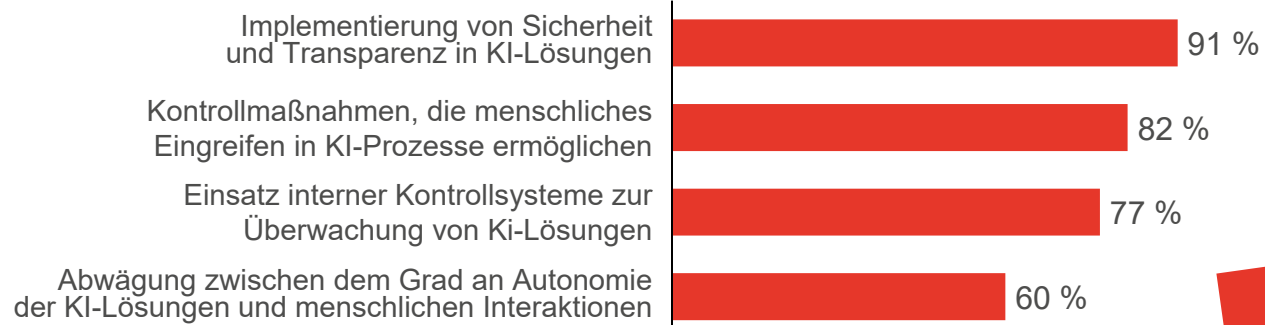 Implementierung von Sicherheit
und Transparenz in KI-Lösungen
91 %
Kontrollmaßnahmen, die menschliches
Eingreifen in KI-Prozesse ermöglichen
82 %
Einsatz interner Kontrollsysteme zur
Überwachung von Ki-Lösungen
77 %
Abwägung zwischen dem Grad an Autonomie
der KI-Lösungen und menschlichen Interaktionen
60 %